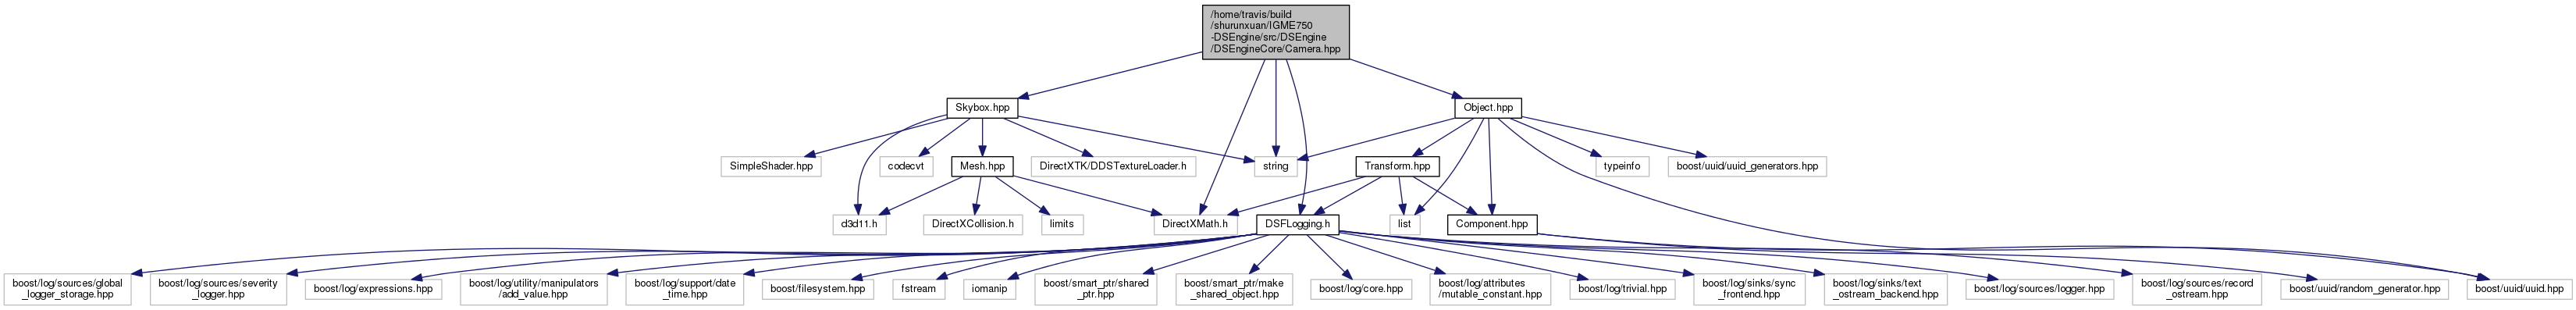 /home/travis/build
/shurunxuan/IGME750
-DSEngine/src/DSEngine
/DSEngineCore/Camera.hpp
Skybox.hpp
Object.hpp
SimpleShader.hpp
codecvt
Mesh.hpp
DirectXTK/DDSTextureLoader.h
string
Transform.hpp
typeinfo
boost/uuid/uuid_generators.hpp
d3d11.h
DirectXCollision.h
limits
DirectXMath.h
DSFLogging.h
list
Component.hpp
boost/log/sources/global
_logger_storage.hpp
boost/log/sources/severity
_logger.hpp
boost/log/expressions.hpp
boost/log/utility/manipulators
/add_value.hpp
boost/log/support/date
_time.hpp
boost/filesystem.hpp
fstream
iomanip
boost/smart_ptr/shared
_ptr.hpp
boost/smart_ptr/make
_shared_object.hpp
boost/log/core.hpp
boost/log/attributes
/mutable_constant.hpp
boost/log/trivial.hpp
boost/log/sinks/sync
_frontend.hpp
boost/log/sinks/text
_ostream_backend.hpp
boost/log/sources/logger.hpp
boost/log/sources/record
_ostream.hpp
boost/uuid/random_generator.hpp
boost/uuid/uuid.hpp